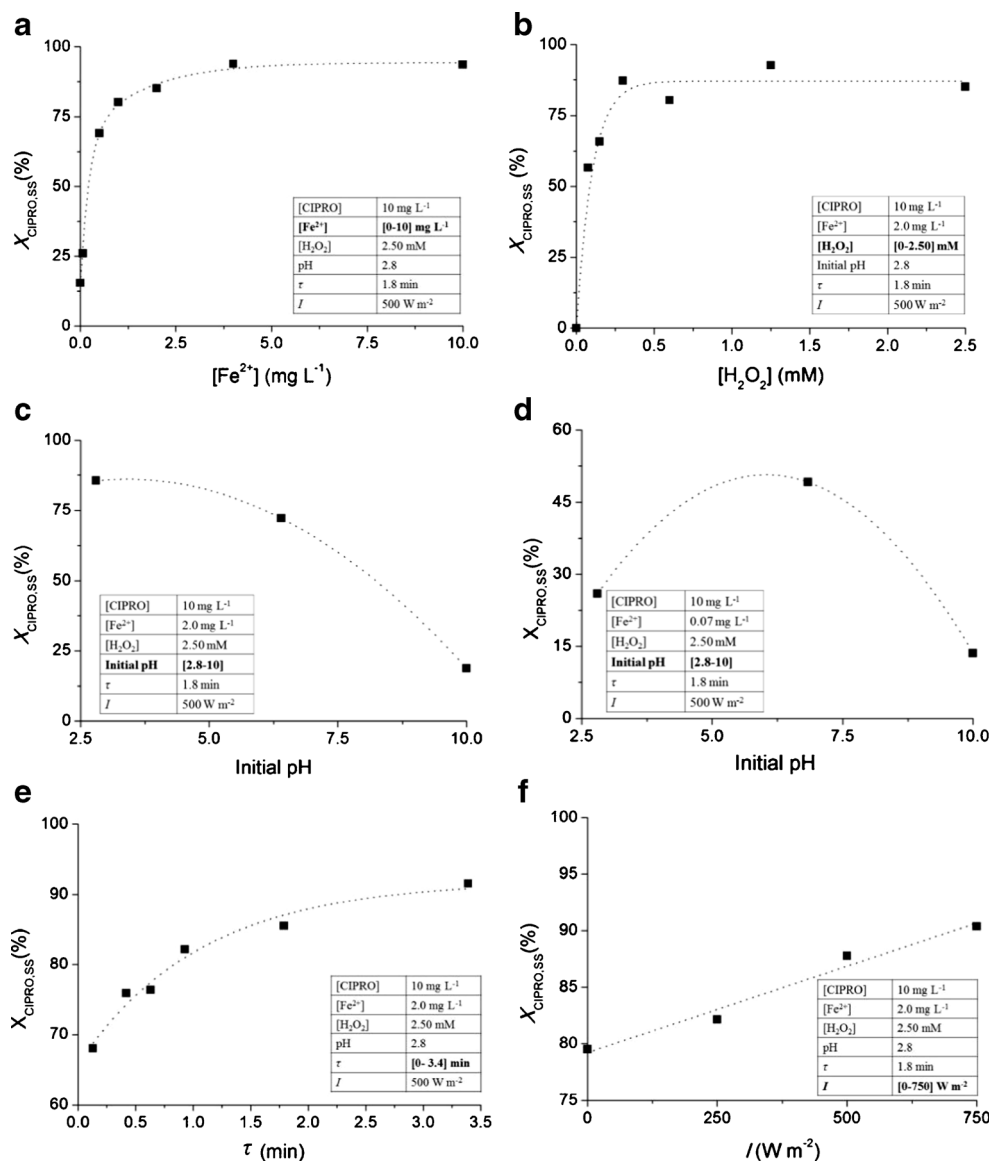 a
100
75
50
25
0
X_CIPRO,SS(%)
[CIPRO] 10 mg L⁻¹
[Fe²⁺] [0-10] mg L⁻¹
[H₂O₂] 2.50 mM
pH 2.8
τ 1.8 min
I 500 W m⁻²
0.0 2.5 5.0 7.5 10.0
[Fe²⁺] (mg L⁻¹)
b
100
75
50
25
0
X_CIPRO,SS (%)
[CIPRO] 10 mg L⁻¹
[Fe²⁺] 2.0 mg L⁻¹
[H₂O₂] [0-2.50] mM
Initial pH 2.8
τ 1.8 min
I 500 W m⁻²
0.0 0.5 1.0 1.5 2.0 2.5
[H₂O₂] (mM)
c
100
75
50
25
0
X_CIPRO,SS(%)
[CIPRO] 10 mg L⁻¹
[Fe²⁺] 2.0 mg L⁻¹
[H₂O₂] 2.50 mM
Initial pH [2.8-10]
τ 1.8 min
I 500 W m⁻²
2.5 5.0 7.5 10.0
Initial pH
d
60
45
30
15
0
X_CIPRO,SS(%)
[CIPRO] 10 mg L⁻¹
[Fe²⁺] 0.07 mg L⁻¹
[H₂O₂] 2.50 mM
Initial pH [2.8-10]
τ 1.8 min
I 500 W m⁻²
2.5 5.0 7.5 10.0
Initial pH
e
100
90
80
70
60
X_CIPRO,SS(%)
[CIPRO] 10 mg L⁻¹
[Fe²⁺] 2.0 mg L⁻¹
[H₂O₂] 2.50 mM
pH 2.8
τ [0- 3.4] min
I 500 W m⁻²
0.0 0.5 1.0 1.5 2.0 2.5 3.0 3.5
τ (min)
f
100
95
90
85
80
75
X_CIPRO,SS(%)
[CIPRO] 10 mg L⁻¹
[Fe²⁺] 2.0 mg L⁻¹
[H₂O₂] 2.50 mM
pH 2.8
τ 1.8 min
I [0-750] W m⁻²
0 250 500 750
I (W m⁻²)